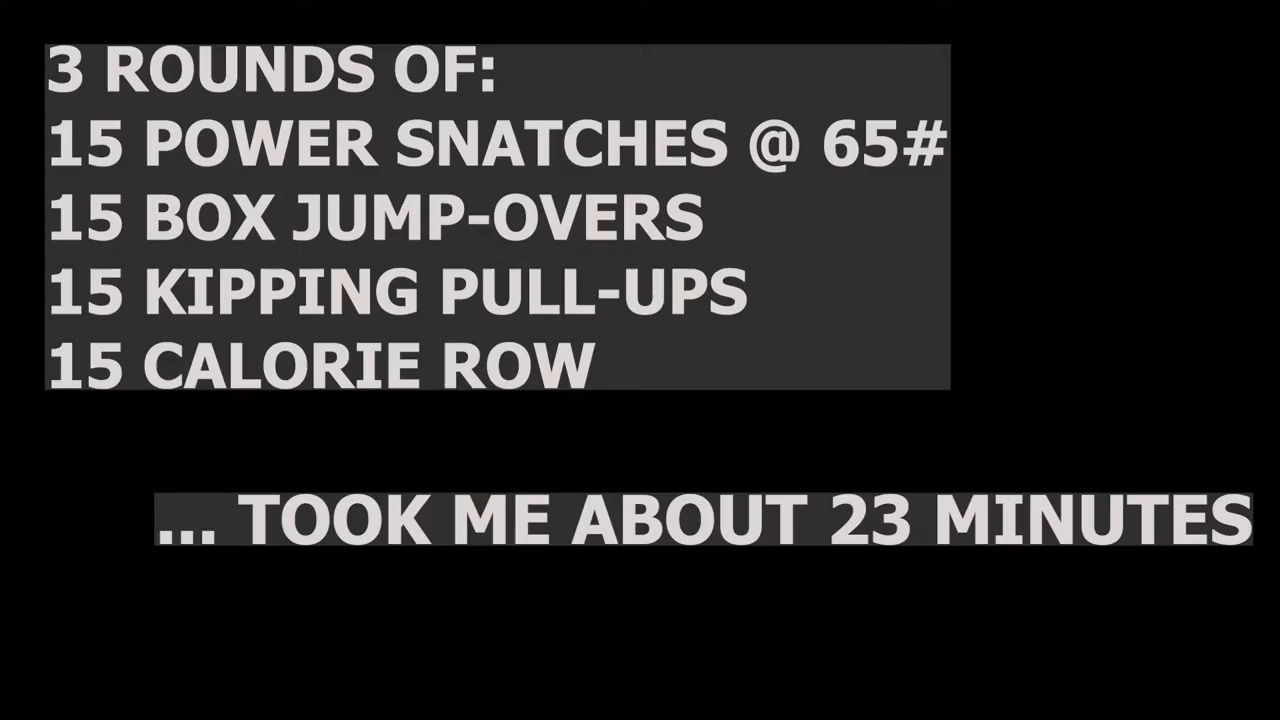 3 ROUNDS OF:
15 POWER SNATCHES @ 65#
15 BOX JUMP-OVERS
15 KIPPING PULL-UPS
15 CALORIE ROW
... TOOK ME ABOUT 23 MINUTES